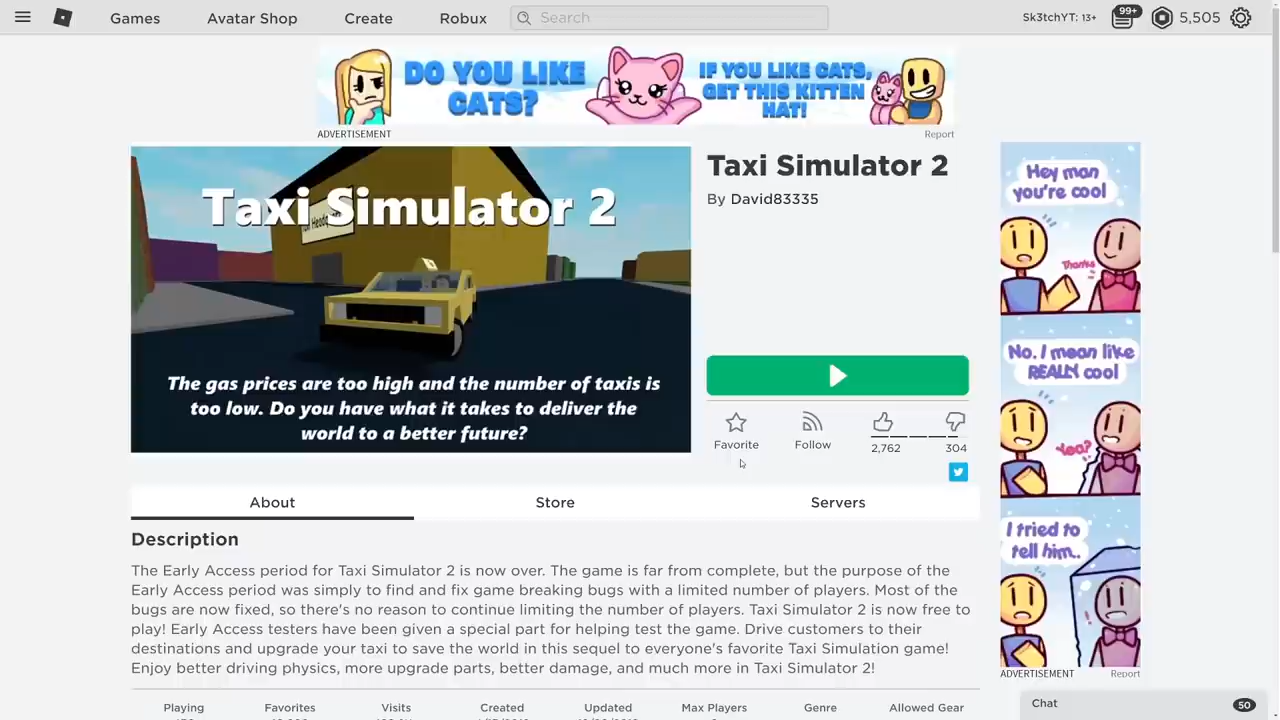 Games
Avatar Shop
Create
Robux
Search
Sk3tchYT: 13+
99+
5,505
DO YOU LIKE
CATS?
IF YOU LIKE CATS,
GET THIS KITTEN
HAT!
ADVERTISEMENT
Report
Taxi Simulator 2
The gas prices are too high and the number of taxis is
too low. Do you have what it takes to deliver the
world to a better future?
Taxi Simulator 2
By David83335
Favorite
Follow
2,762
304
Hey man
you're cool
Thanks
No. I mean like
REALLY cool
Yea?
I tried to
tell him..
ADVERTISEMENT
Report
About
Store
Servers
Description
The Early Access period for Taxi Simulator 2 is now over. The game is far from complete, but the purpose of the
Early Access period was simply to find and fix game breaking bugs with a limited number of players. Most of the
bugs are now fixed, so there's no reason to continue limiting the number of players. Taxi Simulator 2 is now free to
play! Early Access testers have been given a special part for helping test the game. Drive customers to their
destinations and upgrade your taxi to save the world in this sequel to everyone's favorite Taxi Simulation game!
Enjoy better driving physics, more upgrade parts, better damage, and much more in Taxi Simulator 2!
Playing
Favorites
Visits
Created
Updated
Max Players
Genre
Allowed Gear
Chat
50